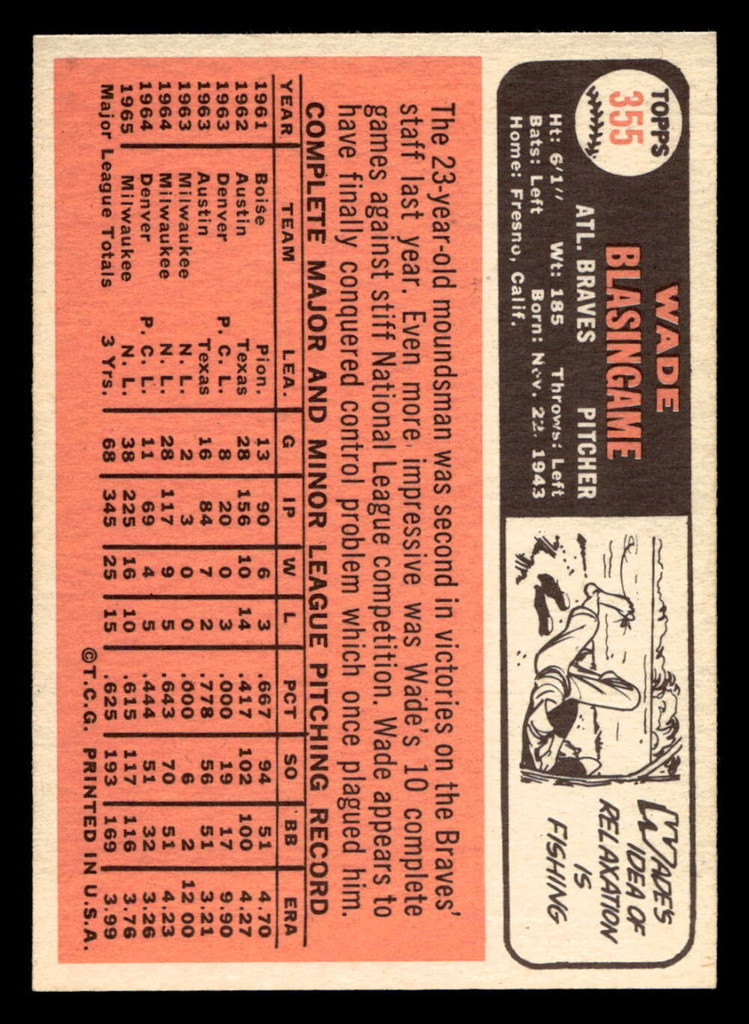 TOPPS
355
WADE
BLASINGAME
ATL. BRAVES PITCHER
Ht: 6/1" Wt: 185 Throws: Left
Bats: Left Born: Nov. 22, 1943
Home: Fresno, Calif.
WADE'S
IDEA OF
RELAXATION
IS
FISHING
The 23-year-old moundsman was second in victories on the Braves'
staff last year. Even more impressive was Wade's 10 complete
games against stiff National League competition. Wade appears to
have finally conquered control problem which once plagued him.
COMPLETE MAJOR AND MINOR LEAGUE PITCHING RECORD
YEAR TEAM LEA. G IP W L PCT SO BB ERA
1961 Boise Pion. 13 90 6 3 .667 94 51 4.70
1962 Austin Texas 28 156 10 14 .417 102 100 4.27
1963 Denver P. C. L. 8 20 0 3 .000 19 17 9.90
1963 Austin Texas 16 84 7 2 .778 56 51 3.21
1963 Milwaukee N. L. 2 3 0 0 .000 6 2 12.00
1964 Milwaukee N. L. 28 117 9 5 .643 70 51 4.23
1964 Denver P. C. L. 11 69 4 5 .444 51 32 3.26
1965 Milwaukee N. L. 38 225 16 10 .615 117 116 3.76
Major League Totals 3 Yrs. 68 345 25 15 .625 193 169 3.99
©T.C.G. PRINTED IN U.S.A.